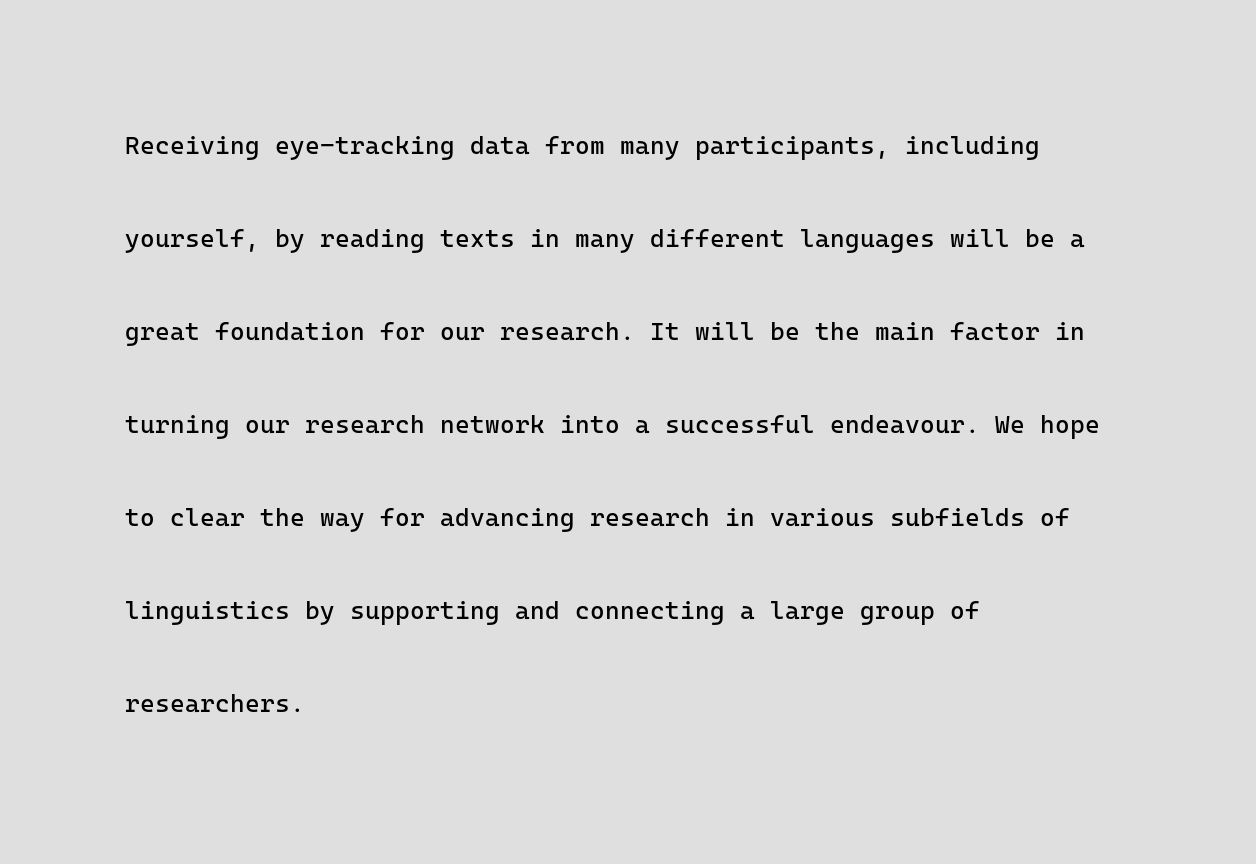 Receiving eye-tracking data from many participants, including
yourself, by reading texts in many different languages will be a
great foundation for our research. It will be the main factor in
turning our research network into a successful endeavour. We hope
to clear the way for advancing research in various subfields of
linguistics by supporting and connecting a large group of
researchers.